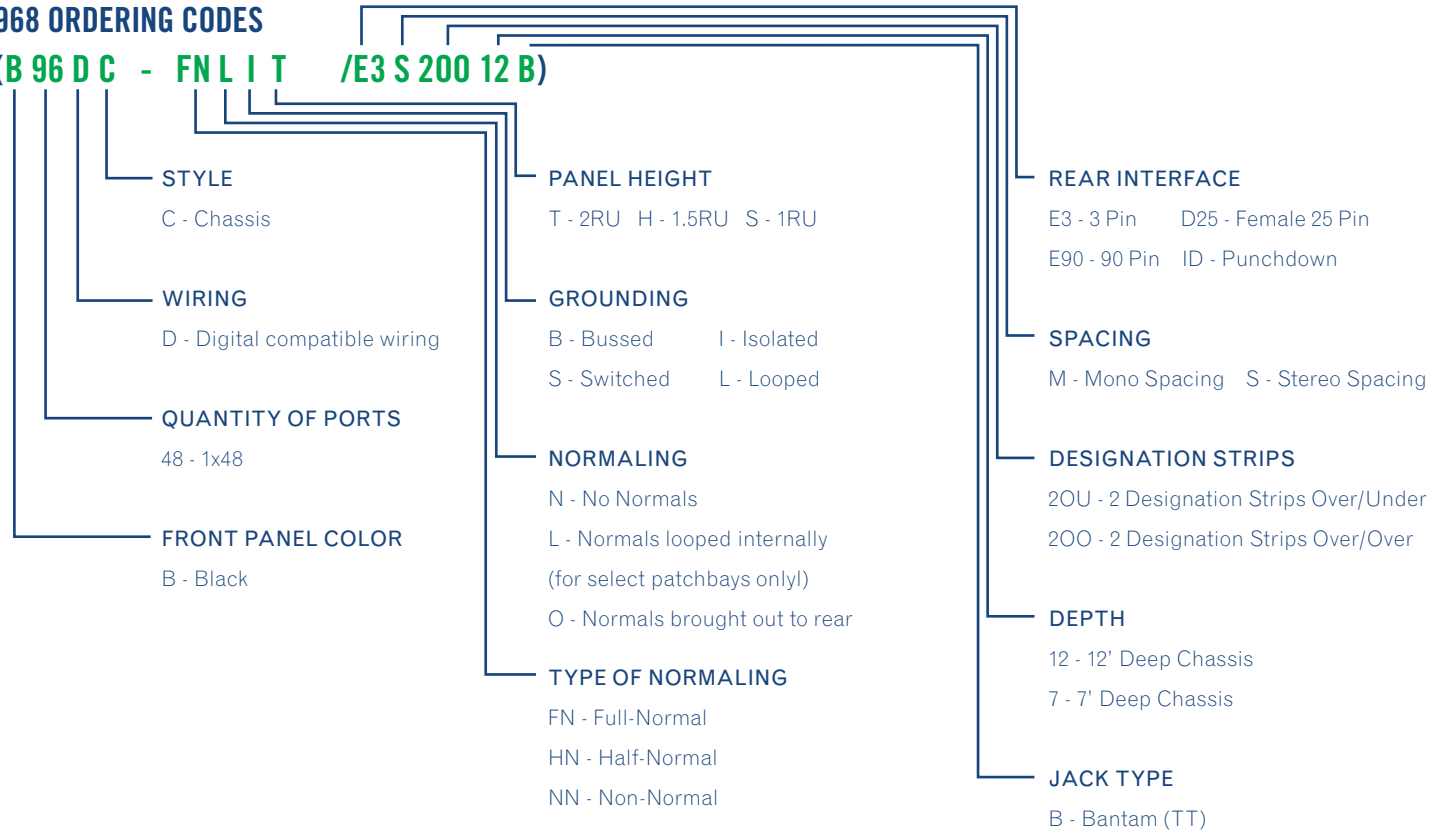 968 ORDERING CODES
(B 96 D C - FN L I T /E3 S 2OO 12 B)
STYLE
C - Chassis
WIRING
D - Digital compatible wiring
QUANTITY OF PORTS
48 - 1x48
FRONT PANEL COLOR
B - Black
PANEL HEIGHT
T - 2RU H - 1.5RU S - 1RU
GROUNDING
B - Bussed I - Isolated
S - Switched L - Looped
NORMALING
N - No Normals
L - Normals looped internally
(for select patchbays onlyl)
O - Normals brought out to rear
TYPE OF NORMALING
FN - Full-Normal
HN - Half-Normal
NN - Non-Normal
REAR INTERFACE
E3 - 3 Pin D25 - Female 25 Pin
E90 - 90 Pin ID - Punchdown
SPACING
M - Mono Spacing S - Stereo Spacing
DESIGNATION STRIPS
2OU - 2 Designation Strips Over/Under
2OO - 2 Designation Strips Over/Over
DEPTH
12 - 12' Deep Chassis
7 - 7' Deep Chassis
JACK TYPE
B - Bantam (TT)